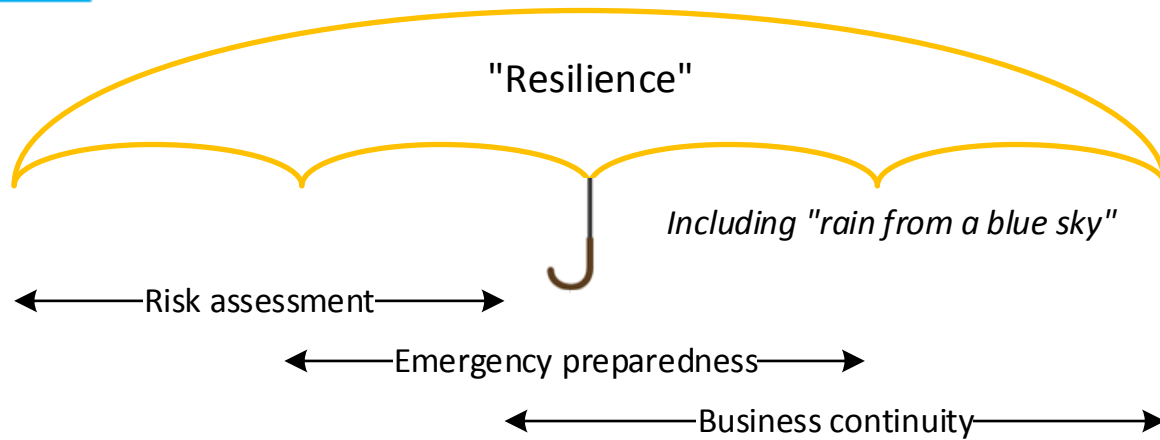 "Resilience"
Including "rain from a blue sky"
Risk assessment
Emergency preparedness
Business continuity